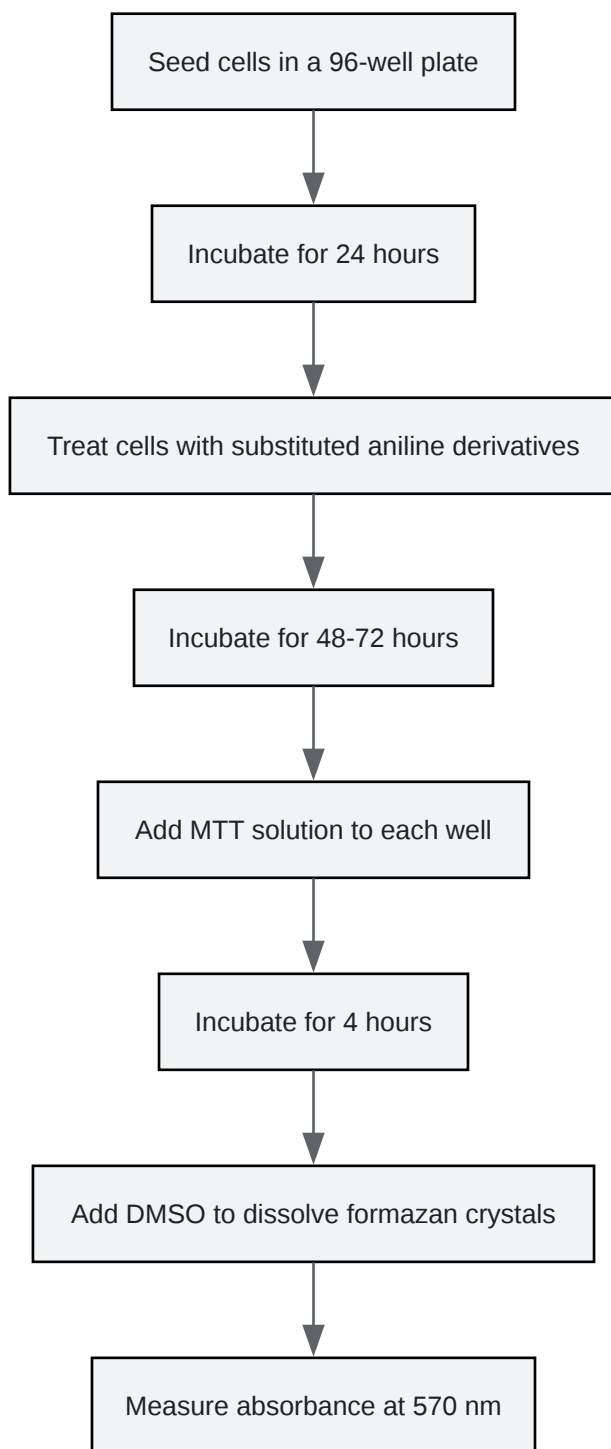 Seed cells in a 96-well plate
Incubate for 24 hours
Treat cells with substituted aniline derivatives
Incubate for 48-72 hours
Add MTT solution to each well
Incubate for 4 hours
Add DMSO to dissolve formazan crystals
Measure absorbance at 570 nm